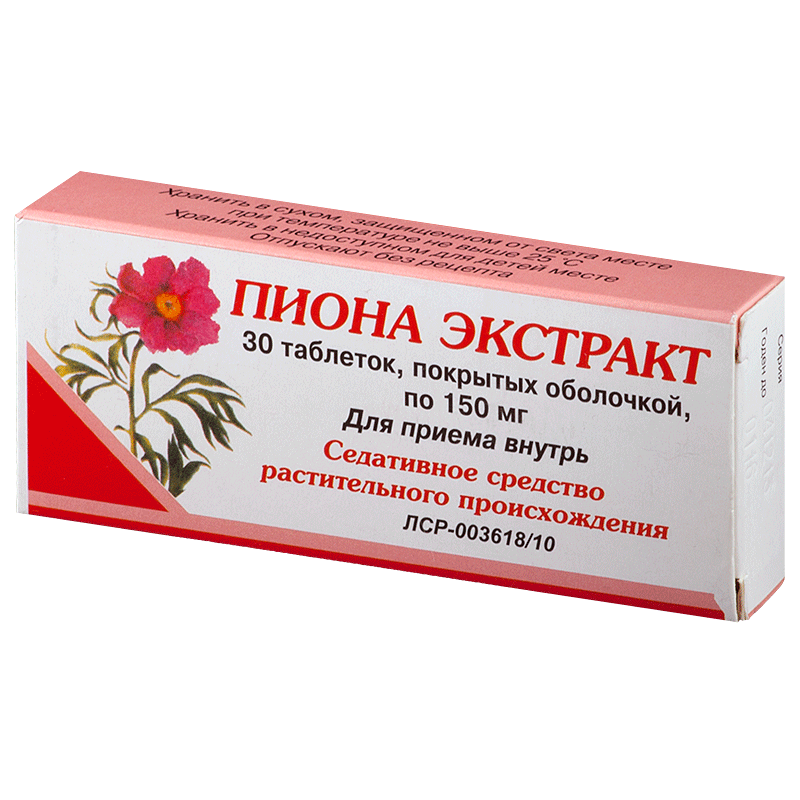 Хранить в сухом, защищенном от света месте
при температуре не выше 25 °С
Хранить в недоступном для детей месте
Отпускают без рецепта
ПИОНА ЭКСТРАКТ
30 таблеток, покрытых оболочкой,
по 150 мг
Для приема внутрь
Седативное средство
растительного происхождения
ЛСР-003618/10
Серия
Годен до